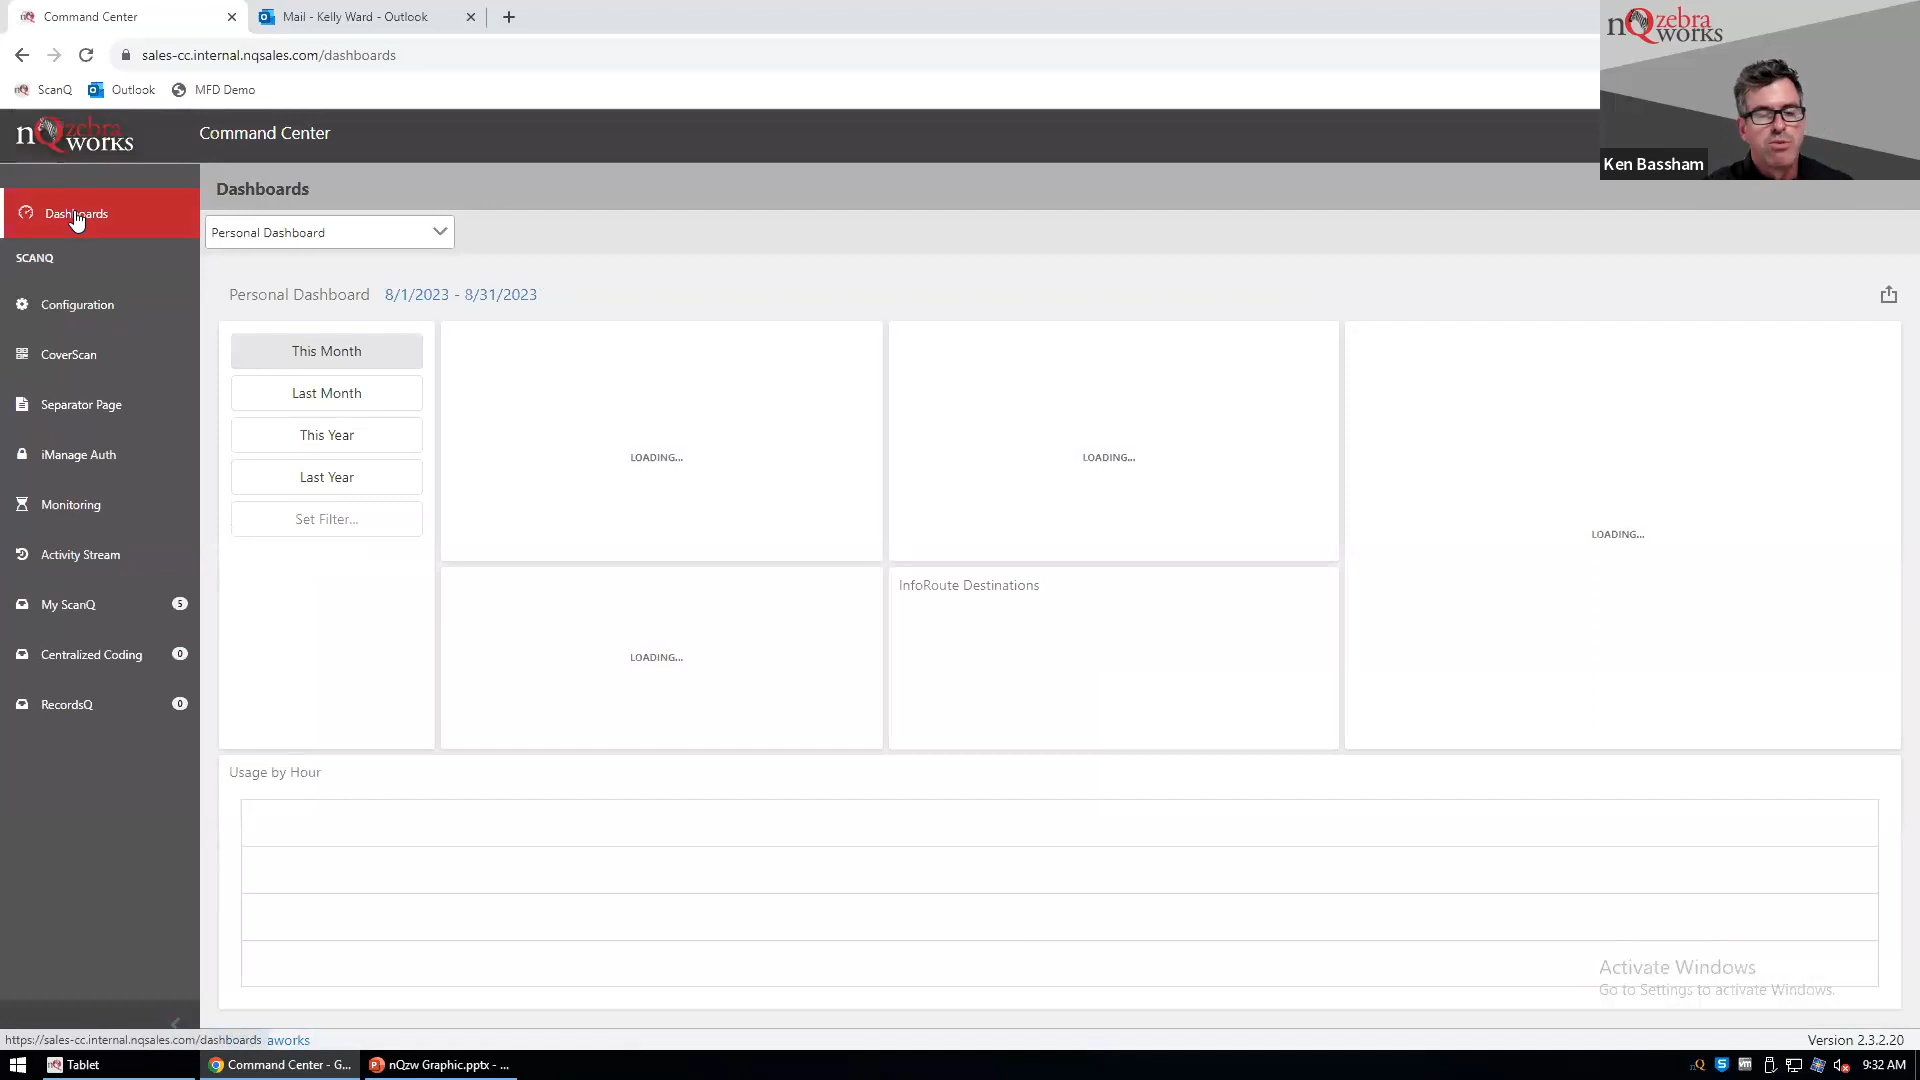 Command Center
Mail - Kelly Ward - Outlook
sales-cc.internal.nqsales.com/dashboards
ScanQ
Outlook
MFD Demo
nQzebra
works
Ken Bassham
nQzebra
works
Command Center
Dashboards
Dashboards
Personal Dashboard
SCANQ
Configuration
CoverScan
Separator Page
iManage Auth
Monitoring
Activity Stream
My ScanQ 5
Centralized Coding 0
RecordsQ 0
Personal Dashboard 8/1/2023 - 8/31/2023
This Month
Last Month
This Year
Last Year
Set Filter...
LOADING...
LOADING...
LOADING...
LOADING...
InfoRoute Destinations
Usage by Hour
Activate Windows
Go to Settings to activate Windows.
https://sales-cc.internal.nqsales.com/dashboards aworks
Version 2.3.2.20
Tablet
Command Center - G...
nQzw Graphic.pptx - ...
9:32 AM